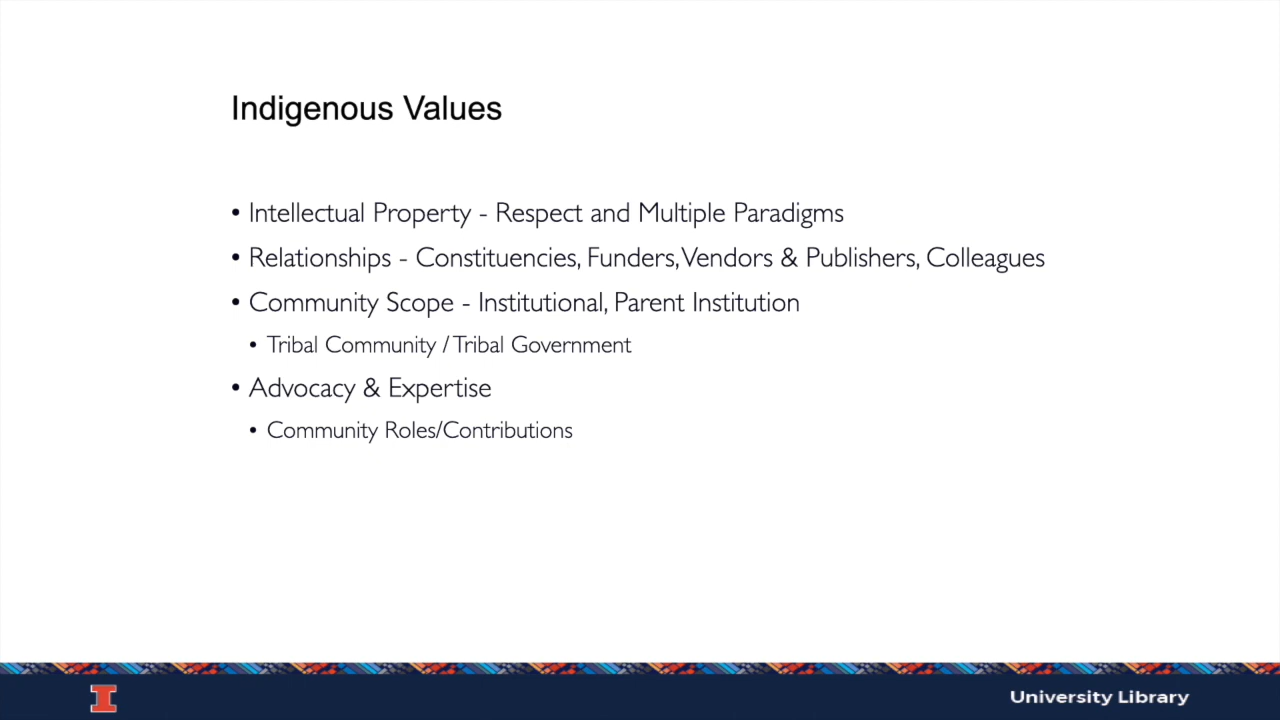 Indigenous Values
• Intellectual Property - Respect and Multiple Paradigms
• Relationships - Constituencies, Funders, Vendors & Publishers, Colleagues
• Community Scope - Institutional, Parent Institution
• Tribal Community / Tribal Government
• Advocacy & Expertise
• Community Roles/Contributions
I
University Library